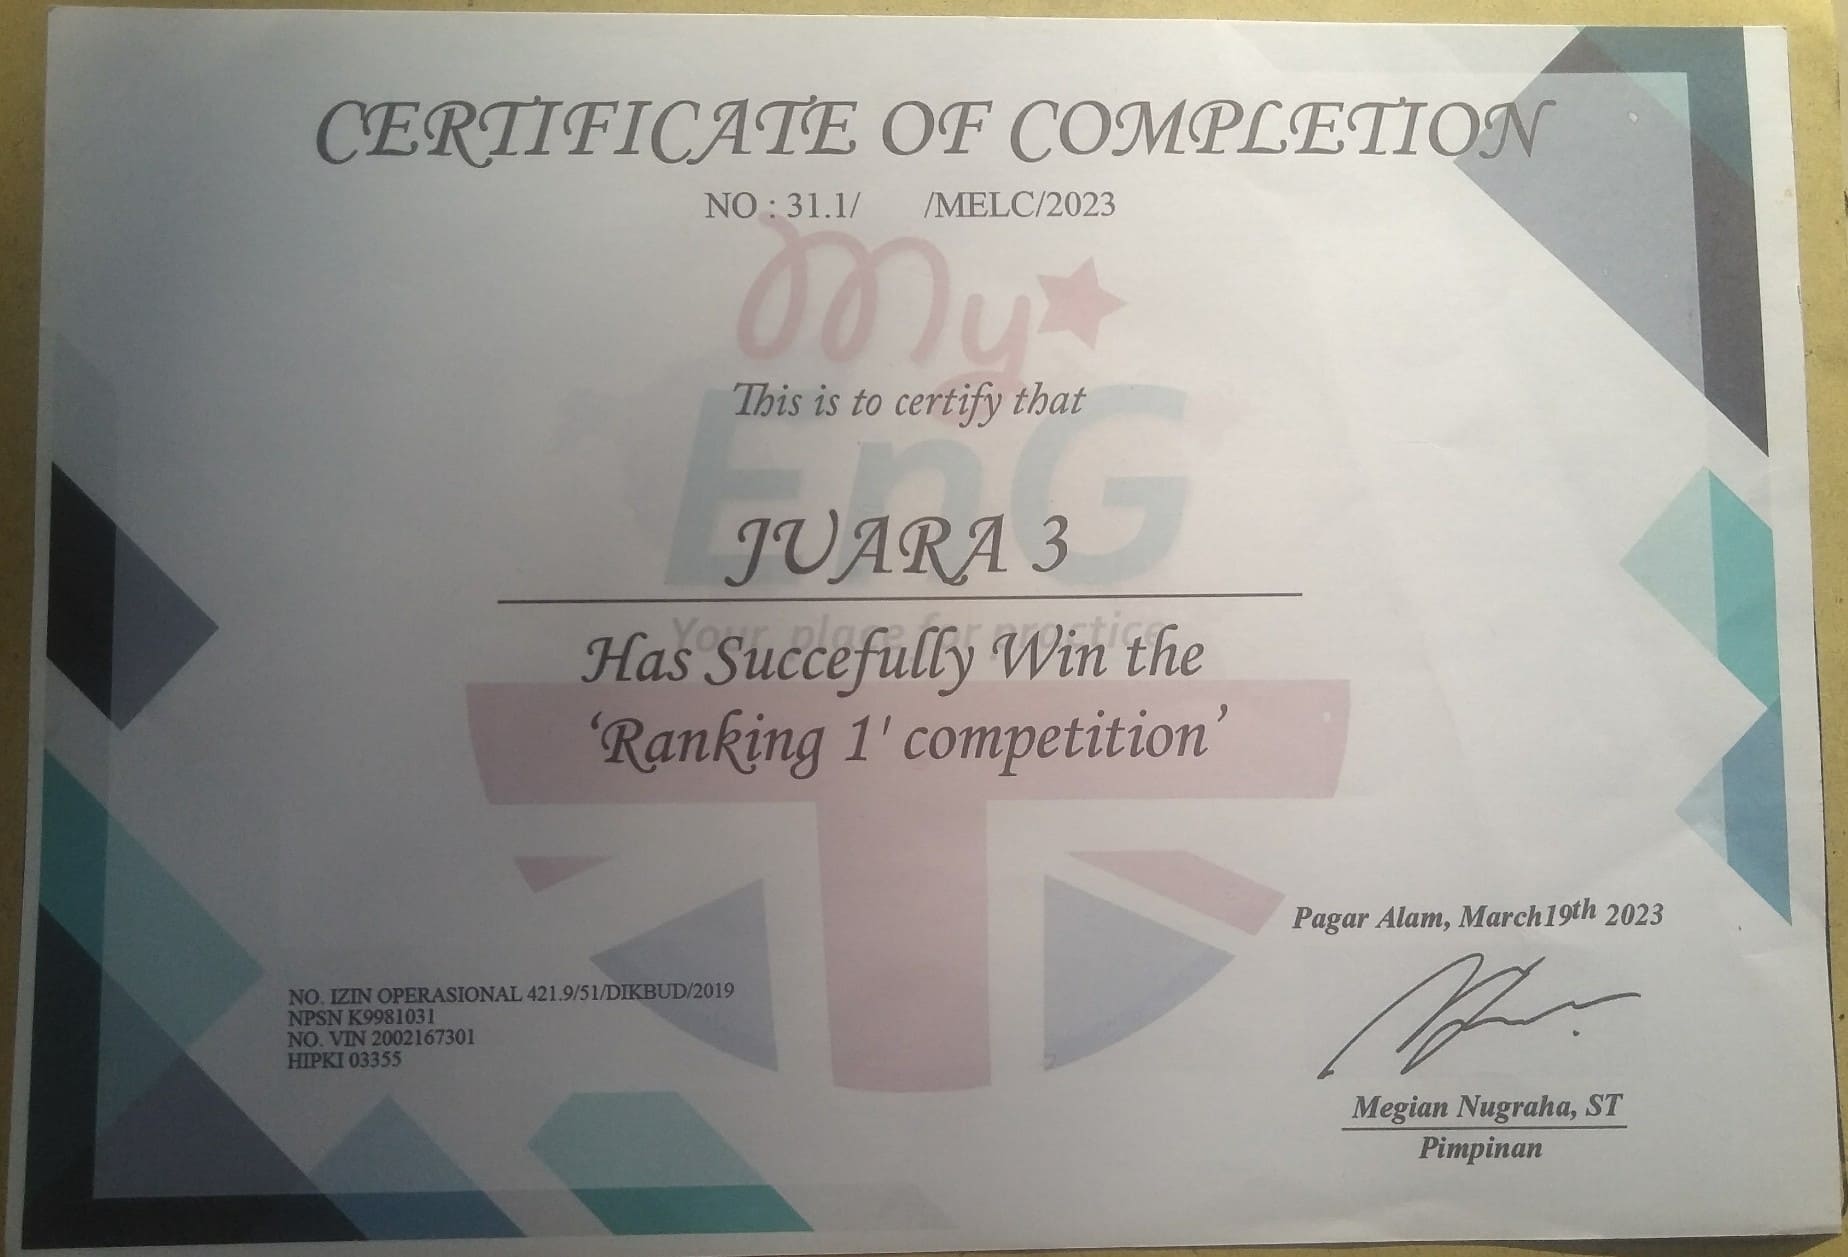 CERTIFICATE OF COMPLETION
NO : 31.1/ /MELC/2023
My
EnG
Your place for practice
This is to certify that
JUARA 3
Has Succefully Win the
‘Ranking 1' competition’
Pagar Alam, March19th 2023
NO. IZIN OPERASIONAL 421.9/51/DIKBUD/2019
NPSN K9981031
NO. VIN 2002167301
HIPKI 03355
Megian Nugraha, ST
Pimpinan